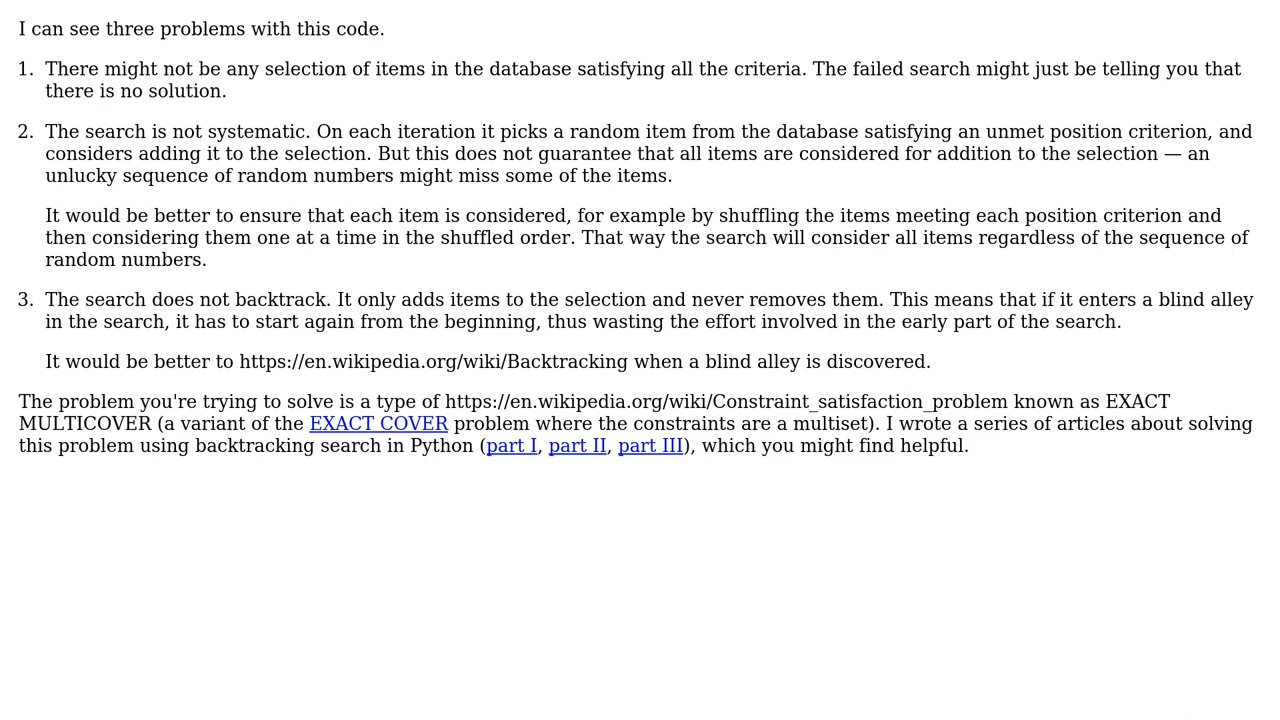 I can see three problems with this code.
1. There might not be any selection of items in the database satisfying all the criteria. The failed search might just be telling you that
there is no solution.
2. The search is not systematic. On each iteration it picks a random item from the database satisfying an unmet position criterion, and
considers adding it to the selection. But this does not guarantee that all items are considered for addition to the selection — an
unlucky sequence of random numbers might miss some of the items.
It would be better to ensure that each item is considered, for example by shuffling the items meeting each position criterion and
then considering them one at a time in the shuffled order. That way the search will consider all items regardless of the sequence of
random numbers.
3. The search does not backtrack. It only adds items to the selection and never removes them. This means that if it enters a blind alley
in the search, it has to start again from the beginning, thus wasting the effort involved in the early part of the search.
It would be better to https://en.wikipedia.org/wiki/Backtracking when a blind alley is discovered.
The problem you're trying to solve is a type of https://en.wikipedia.org/wiki/Constraint_satisfaction_problem known as EXACT
MULTICOVER (a variant of the EXACT COVER problem where the constraints are a multiset). I wrote a series of articles about solving
this problem using backtracking search in Python (part I, part II, part III), which you might find helpful.